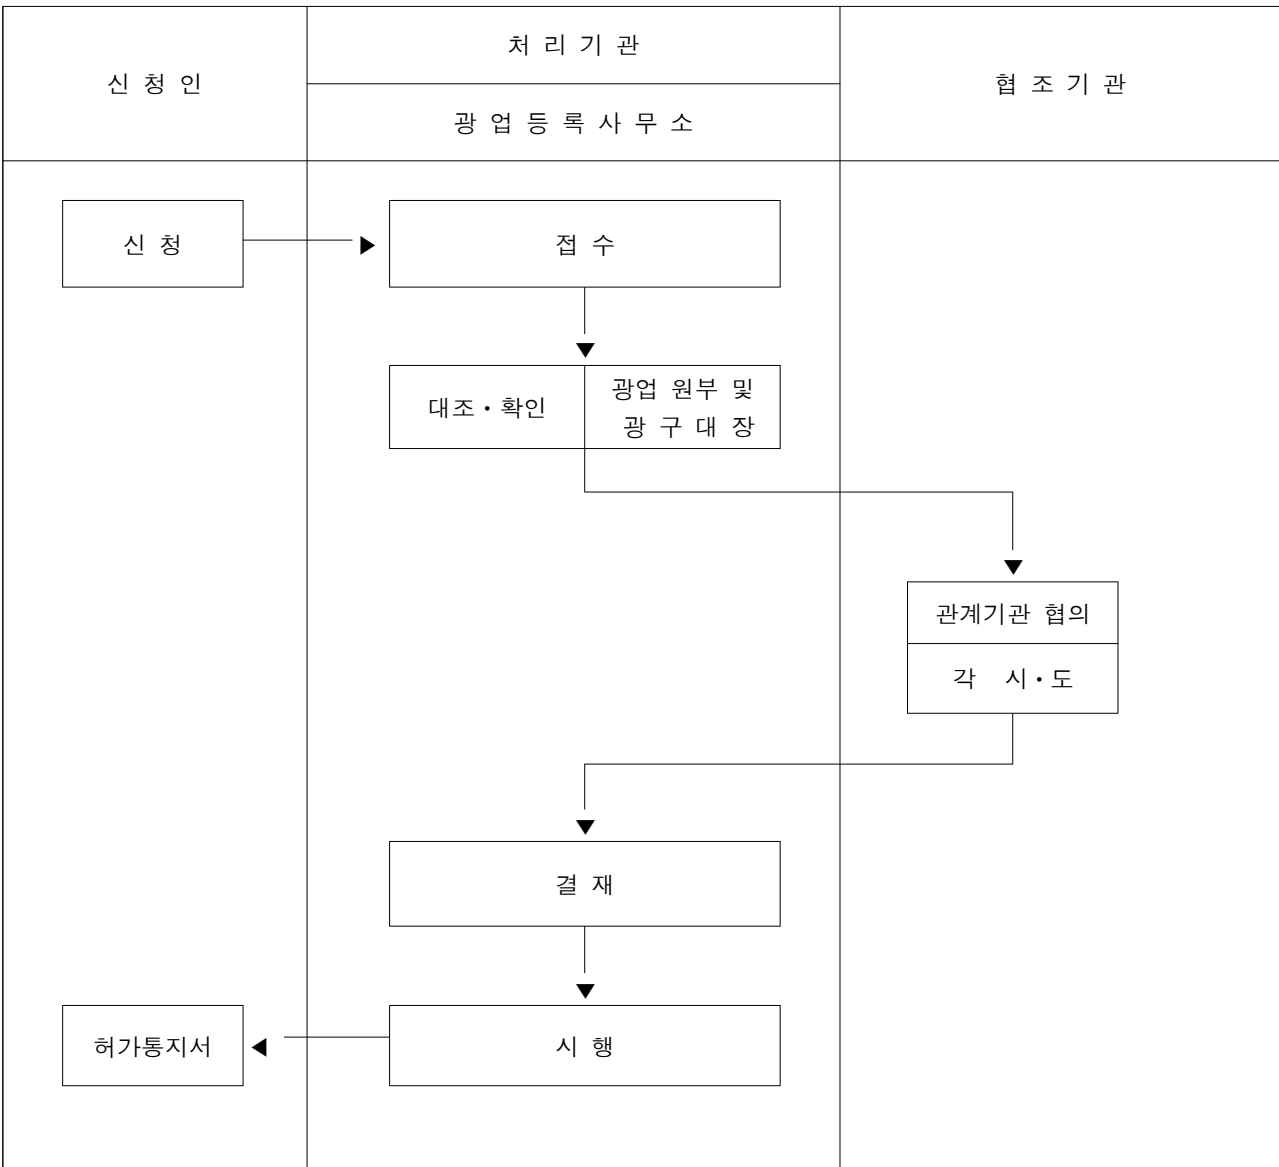 신 청 인
처 리 기 관
협 조 기 관
광 업 등 록 사 무 소
신 청
접 수
대조·확인
광업 원부 및
광 구 대 장
관계기관 협의
각 시·도
결 재
허가통지서
시 행